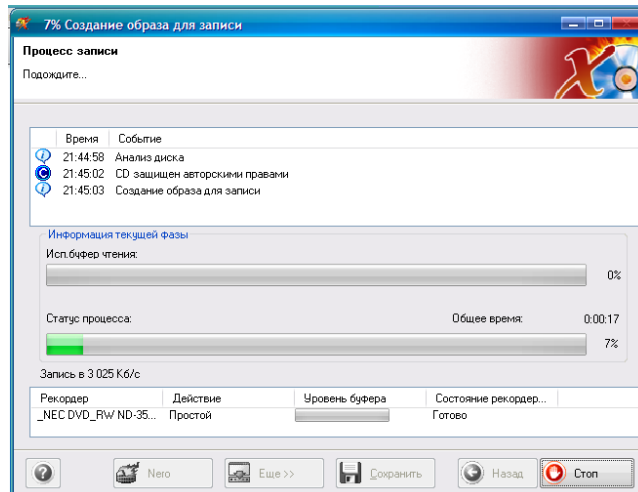 7% Создание образа для записи
Процесс записи
Подождите...
Время Событие
21:44:58 Анализ диска
21:45:02 CD защищен авторскими правами
21:45:03 Создание образа для записи
Информация текущей фазы
Исп.буфер чтения:
0%
Статус процесса: Общее время: 0:00:17
7%
Запись в 3 025 Кб/с
Рекордер Действие Уровень буфера Состояние рекордер...
_NEC DVD_RW ND-35... Простой Готово
Nero Еще >> Сохранить Назад Стоп